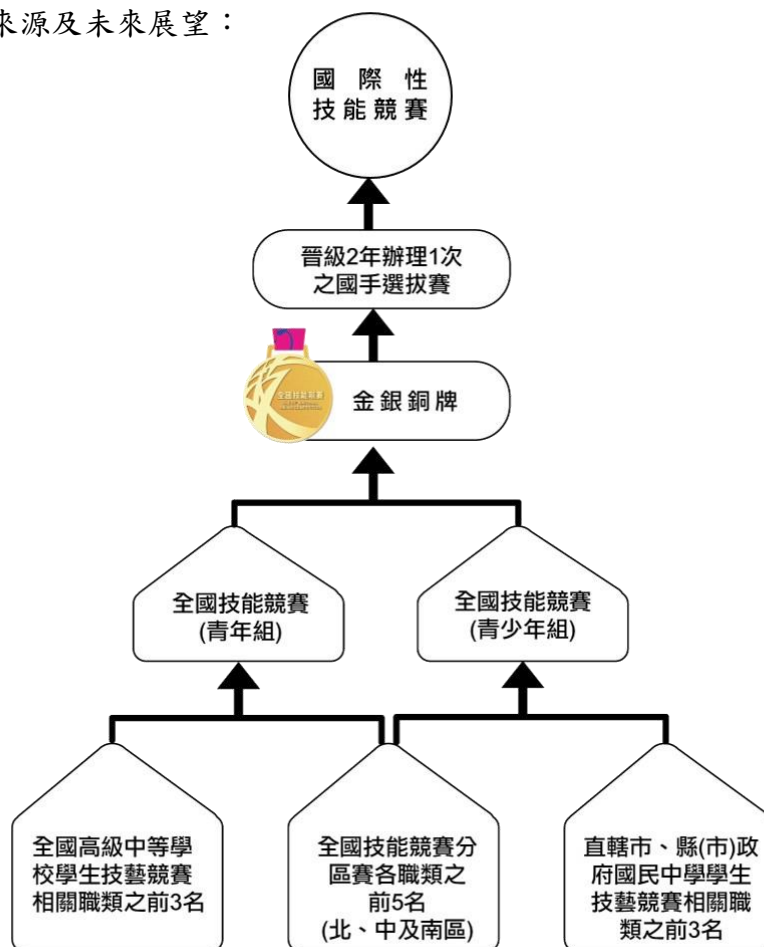 來源及未來展望：
國際性
技能競賽
晉級2年辦理1次
之國手選拔賽
全國技能競賽
金銀銅牌
全國技能競賽
(青年組)
全國技能競賽
(青少年組)
全國高級中等學
校學生技藝競賽
相關職類之前3名
全國技能競賽分
區賽各職類之
前5名
(北、中及南區)
直轄市、縣(市)政
府國民中學學生
技藝競賽相關職
類之前3名